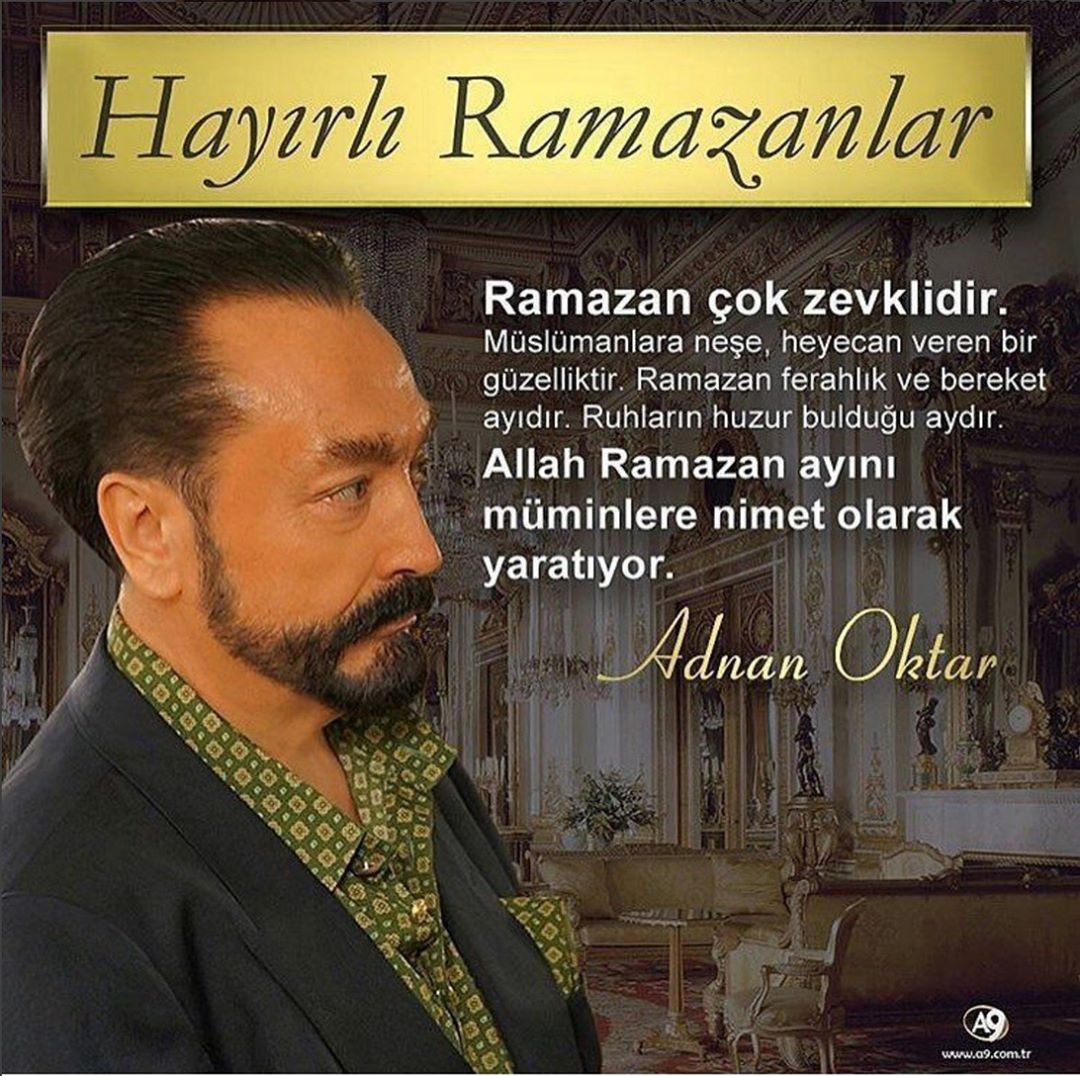 Hayırlı Ramazanlar
Ramazan çok zevklidir.
Müslümanlara neşe, heyecan veren bir
güzelliktir. Ramazan ferahlık ve bereket
ayıdır. Ruhların huzur bulduğu aydır.
Allah Ramazan ayını
müminlere nimet olarak
yaratıyor.
Adnan Oktar
A9
www.a9.com.tr